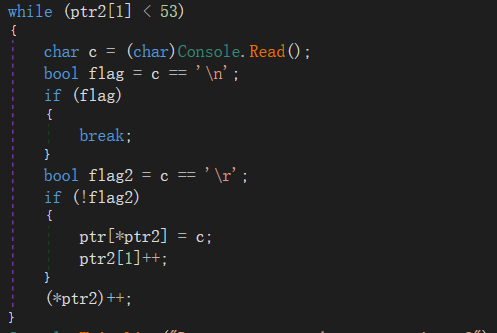 while (ptr2[1] < 53)
{
char c = (char)Console.Read();
bool flag = c == '\n';
if (flag)
{
break;
}
bool flag2 = c == '\r';
if (!flag2)
{
ptr[*ptr2] = c;
ptr2[1]++;
}
(*ptr2)++;
}